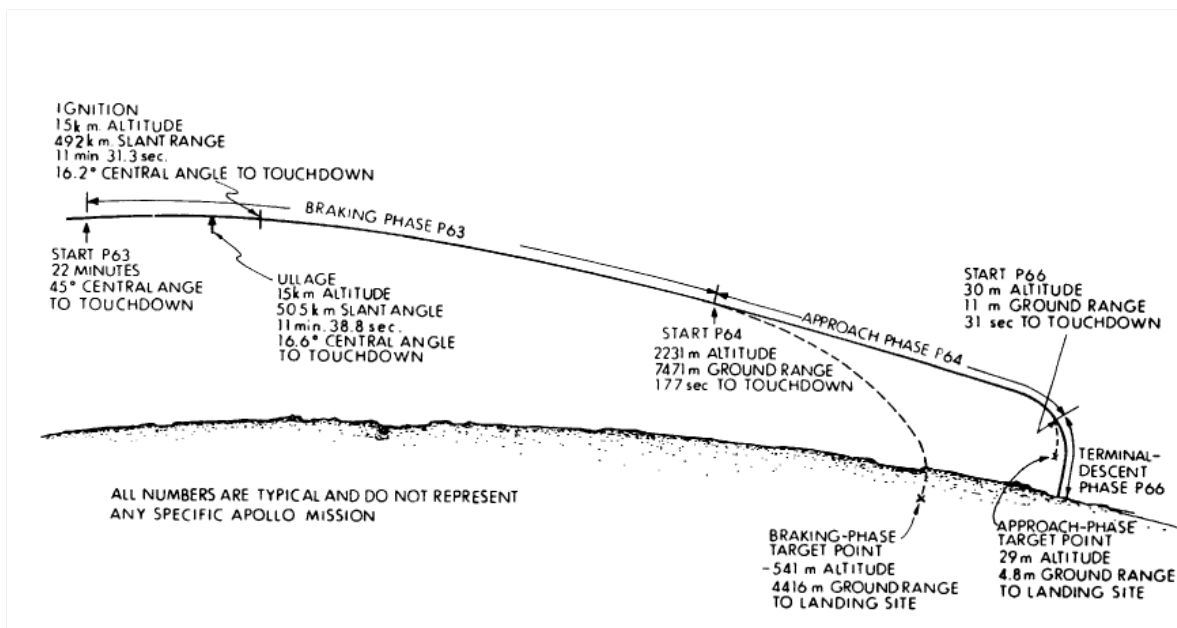 IGNITION
15km. ALTITUDE
492km. SLANT RANGE
11 min 31.3 sec.
16.2° CENTRAL ANGLE TO TOUCHDOWN
BRAKING PHASE P63
START P63
22 MINUTES
45° CENTRAL ANGE
TO TOUCHDOWN
ULLAGE
15km ALTITUDE
50.5km SLANT ANGLE
11min. 38.8 sec.
16.6° CENTRAL ANGLE
TO TOUCHDOWN
START P64
2231m ALTITUDE
7471m GROUND RANGE
177sec TO TOUCHDOWN
APPROACH PHASE P64
START P66
30 m ALTITUDE
11 m GROUND RANGE
31 sec TO TOUCHDOWN
TERMINAL-
DESCENT
PHASE P66
ALL NUMBERS ARE TYPICAL AND DO NOT REPRESENT
ANY SPECIFIC APOLLO MISSION
BRAKING-PHASE
TARGET POINT
-541 m ALTITUDE
4416 m GROUND RANGE
TO LANDING SITE
APPROACH-PHASE
TARGET POINT
29m ALTITUDE
4.8m GROUND RANGE
TO LANDING SITE